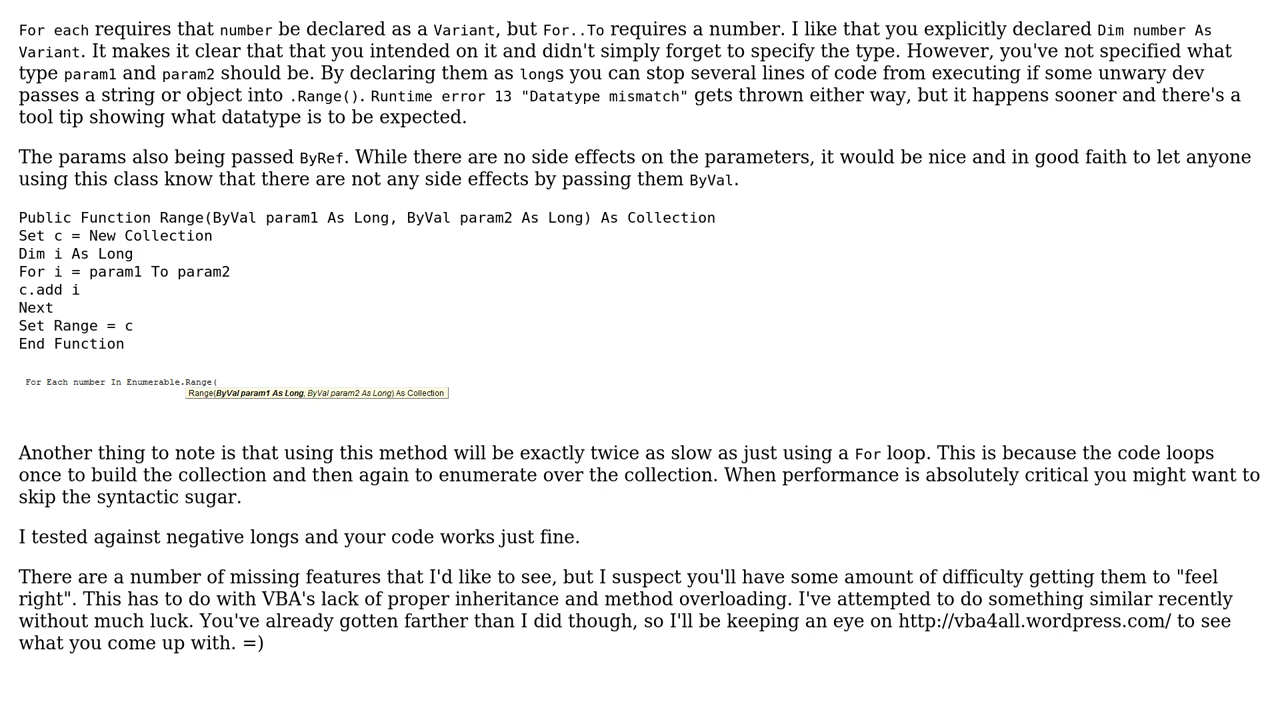 For each requires that number be declared as a Variant, but For..To requires a number. I like that you explicitly declared Dim number As
Variant. It makes it clear that that you intended on it and didn't simply forget to specify the type. However, you've not specified what
type param1 and param2 should be. By declaring them as longs you can stop several lines of code from executing if some unwary dev
passes a string or object into .Range(). Runtime error 13 "Datatype mismatch" gets thrown either way, but it happens sooner and there's a
tool tip showing what datatype is to be expected.
The params also being passed ByRef. While there are no side effects on the parameters, it would be nice and in good faith to let anyone
using this class know that there are not any side effects by passing them ByVal.
Public Function Range(ByVal param1 As Long, ByVal param2 As Long) As Collection
Set c = New Collection
Dim i As Long
For i = param1 To param2
c.add i
Next
Set Range = c
End Function
For Each number In Enumerable.Range(
Range(ByVal param1 As Long, ByVal param2 As Long) As Collection
Another thing to note is that using this method will be exactly twice as slow as just using a For loop. This is because the code loops
once to build the collection and then again to enumerate over the collection. When performance is absolutely critical you might want to
skip the syntactic sugar.
I tested against negative longs and your code works just fine.
There are a number of missing features that I'd like to see, but I suspect you'll have some amount of difficulty getting them to "feel
right". This has to do with VBA's lack of proper inheritance and method overloading. I've attempted to do something similar recently
without much luck. You've already gotten farther than I did though, so I'll be keeping an eye on http://vba4all.wordpress.com/ to see
what you come up with. =)